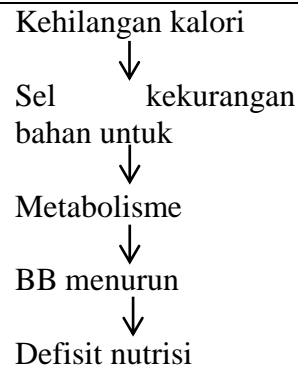 Kehilangan kalori
Sel kekurangan
bahan untuk
Metabolisme
BB menurun
Defisit nutrisi